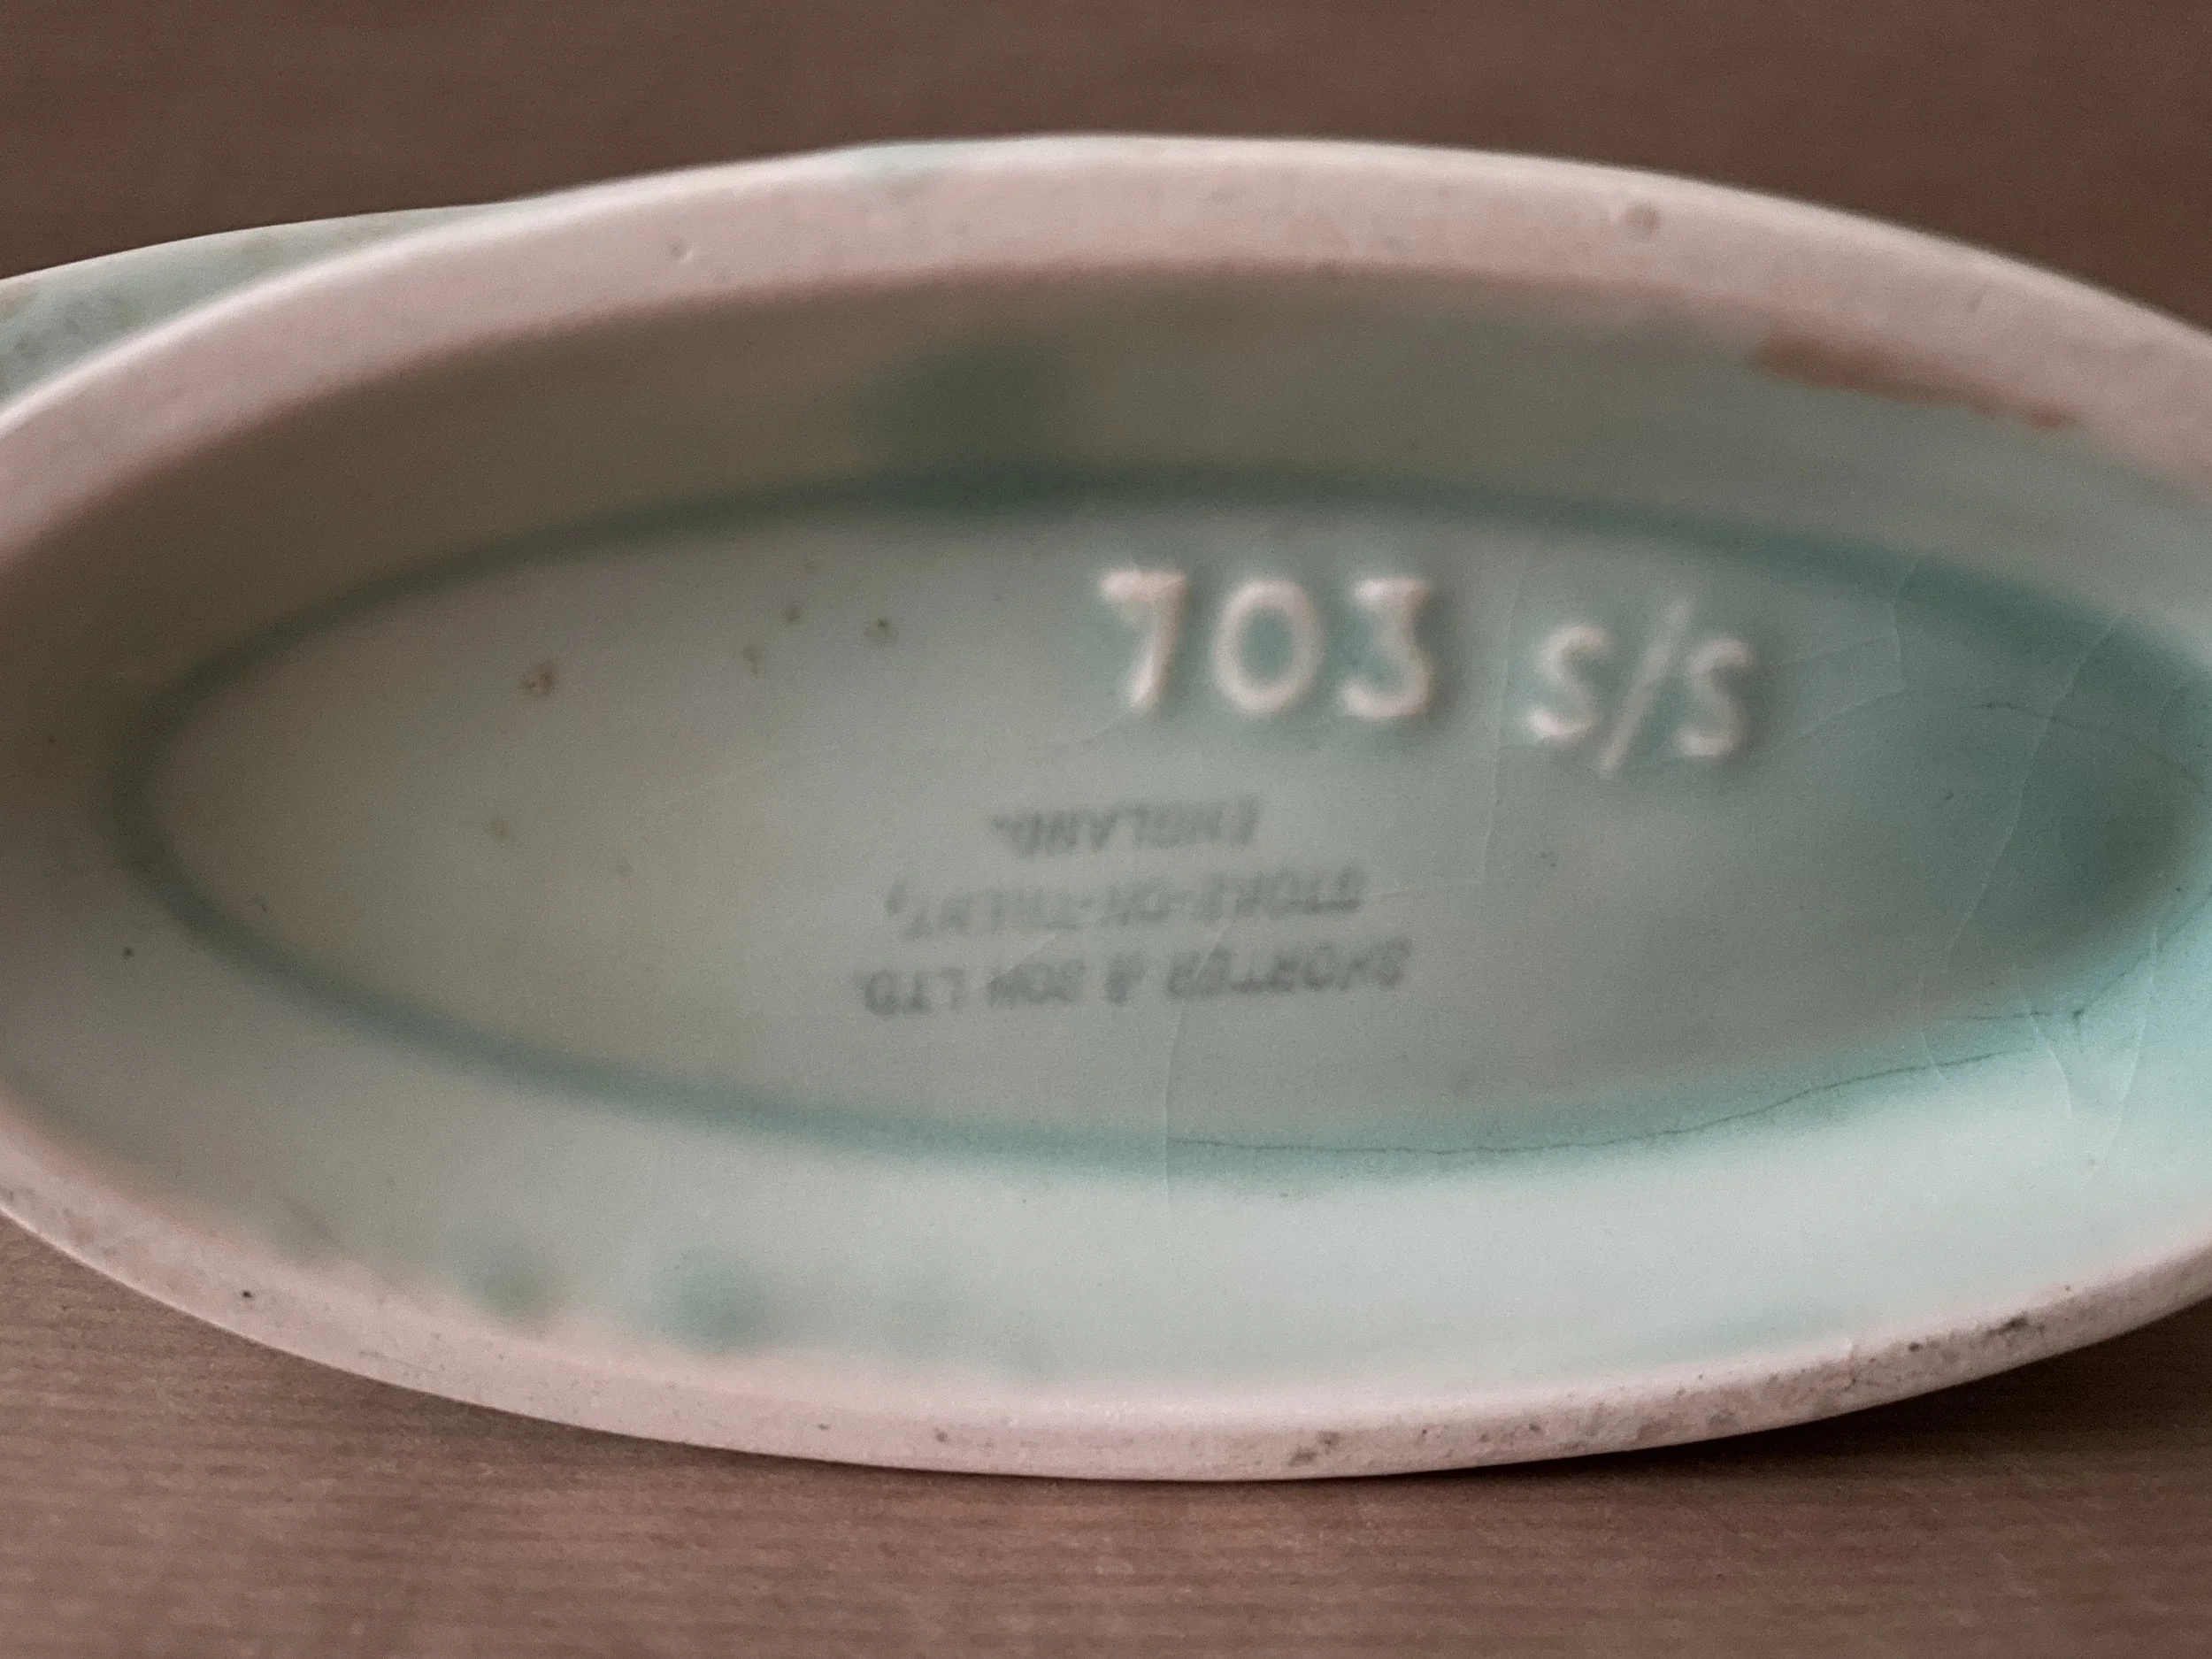 703 S/S
SHORTER & SON LTD.
STOKE-ON-TRENT,
ENGLAND.